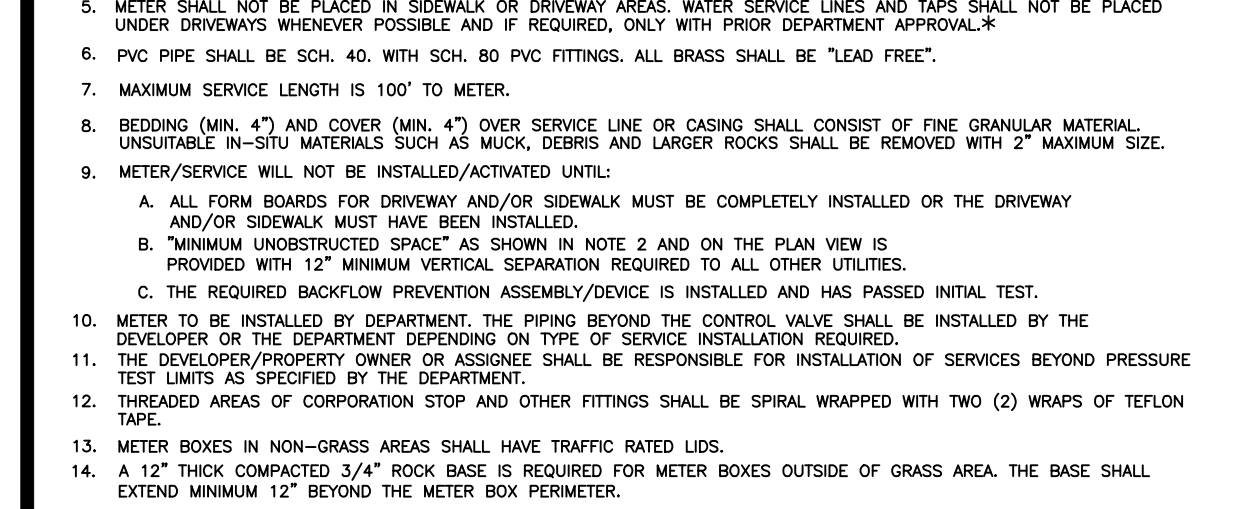 5. METER SHALL NOT BE PLACED IN SIDEWALK OR DRIVEWAY AREAS. WATER SERVICE LINES AND TAPS SHALL NOT BE PLACED
UNDER DRIVEWAYS WHENEVER POSSIBLE AND IF REQUIRED, ONLY WITH PRIOR DEPARTMENT APPROVAL.*
6. PVC PIPE SHALL BE SCH. 40. WITH SCH. 80 PVC FITTINGS. ALL BRASS SHALL BE "LEAD FREE".
7. MAXIMUM SERVICE LENGTH IS 100' TO METER.
8. BEDDING (MIN. 4") AND COVER (MIN. 4") OVER SERVICE LINE OR CASING SHALL CONSIST OF FINE GRANULAR MATERIAL.
UNSUITABLE IN-SITU MATERIALS SUCH AS MUCK, DEBRIS AND LARGER ROCKS SHALL BE REMOVED WITH 2" MAXIMUM SIZE.
9. METER/SERVICE WILL NOT BE INSTALLED/ACTIVATED UNTIL:
A. ALL FORM BOARDS FOR DRIVEWAY AND/OR SIDEWALK MUST BE COMPLETELY INSTALLED OR THE DRIVEWAY
AND/OR SIDEWALK MUST HAVE BEEN INSTALLED.
B. "MINIMUM UNOBSTRUCTED SPACE" AS SHOWN IN NOTE 2 AND ON THE PLAN VIEW IS
PROVIDED WITH 12" MINIMUM VERTICAL SEPARATION REQUIRED TO ALL OTHER UTILITIES.
C. THE REQUIRED BACKFLOW PREVENTION ASSEMBLY/DEVICE IS INSTALLED AND HAS PASSED INITIAL TEST.
10. METER TO BE INSTALLED BY DEPARTMENT. THE PIPING BEYOND THE CONTROL VALVE SHALL BE INSTALLED BY THE
DEVELOPER OR THE DEPARTMENT DEPENDING ON TYPE OF SERVICE INSTALLATION REQUIRED.
11. THE DEVELOPER/PROPERTY OWNER OR ASSIGNEE SHALL BE RESPONSIBLE FOR INSTALLATION OF SERVICES BEYOND PRESSURE
TEST LIMITS AS SPECIFIED BY THE DEPARTMENT.
12. THREADED AREAS OF CORPORATION STOP AND OTHER FITTINGS SHALL BE SPIRAL WRAPPED WITH TWO (2) WRAPS OF TEFLON
TAPE.
13. METER BOXES IN NON-GRASS AREAS SHALL HAVE TRAFFIC RATED LIDS.
14. A 12" THICK COMPACTED 3/4" ROCK BASE IS REQUIRED FOR METER BOXES OUTSIDE OF GRASS AREA. THE BASE SHALL
EXTEND MINIMUM 12" BEYOND THE METER BOX PERIMETER.